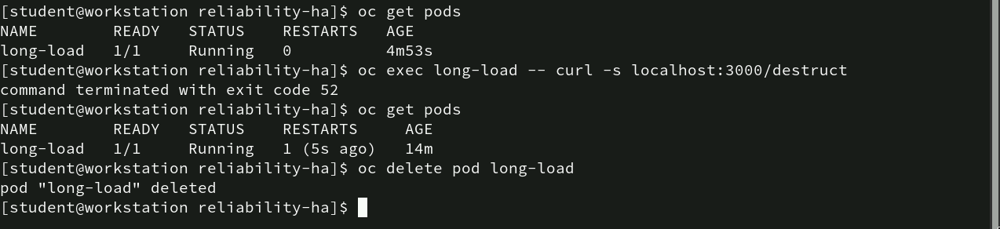 [student@workstation reliability-ha]$ oc get pods
NAME        READY   STATUS    RESTARTS   AGE
long-load   1/1     Running   0          4m53s
[student@workstation reliability-ha]$ oc exec long-load -- curl -s localhost:3000/destruct
command terminated with exit code 52
[student@workstation reliability-ha]$ oc get pods
NAME        READY   STATUS    RESTARTS     AGE
long-load   1/1     Running   1 (5s ago)   14m
[student@workstation reliability-ha]$ oc delete pod long-load
pod "long-load" deleted
[student@workstation reliability-ha]$